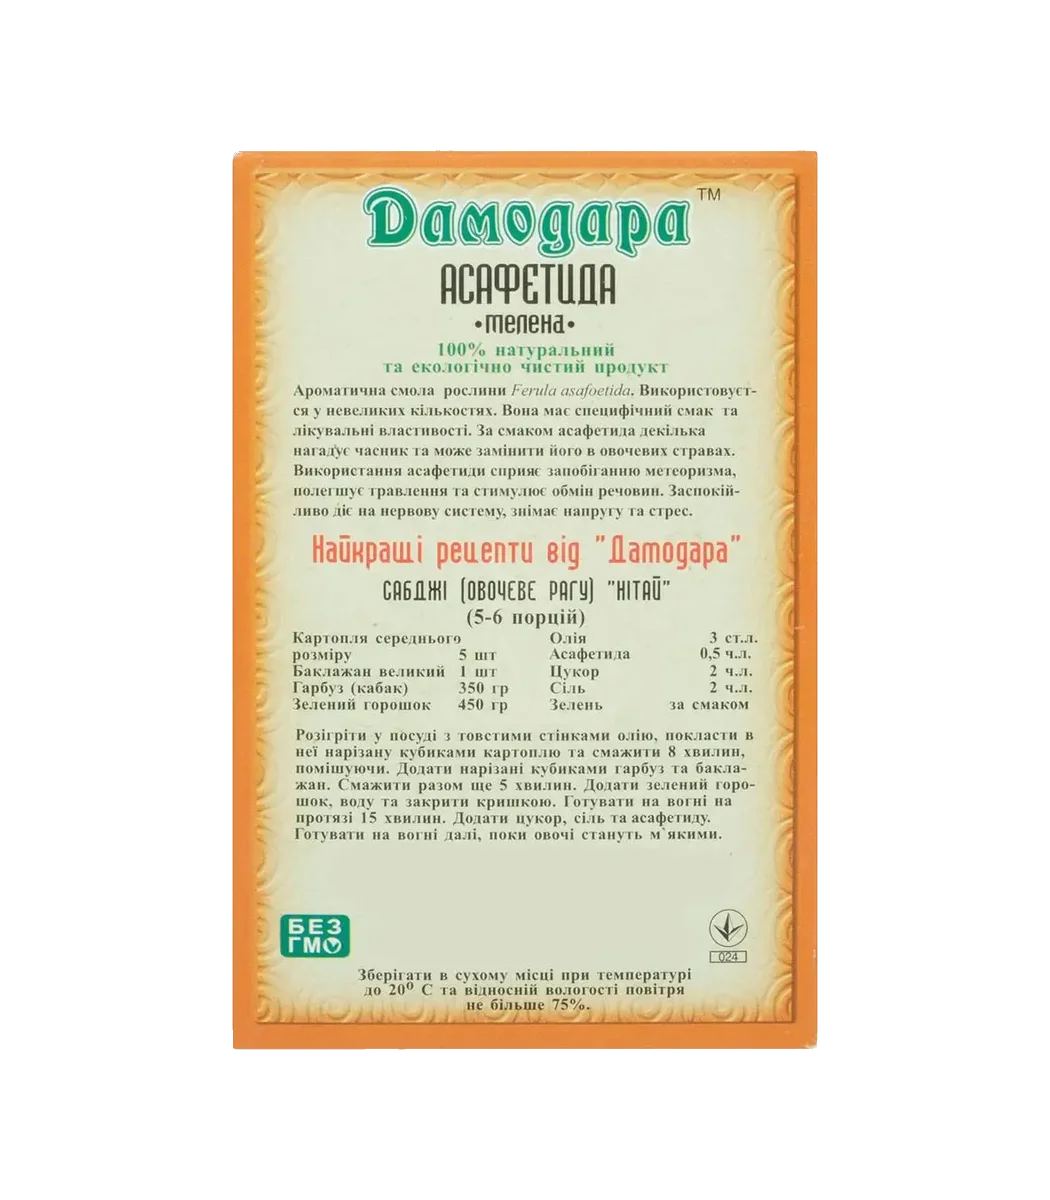 Дамодара TM
АСАФЕТИДА
•мелена•
100% натуральний
та екологічно чистий продукт
Ароматична смола рослини Ferula asafoetida. Використовуєт-
ся у невеликих кількостях. Вона має специфічний смак та
лікувальні властивості. За смаком асафетида декілька
нагадує часник та може замінити його в овочевих стравах.
Використання асафетиди сприяє запобіганню метеоризма,
полегшує травлення та стимулює обмін речовин. Заспокій-
ливо діє на нервову систему, знімає напругу та стрес.
Найкращі рецепти від "Дамодара"
САБДЖІ (ОВОЧЕВЕ РАГУ) "НІТАЙ"
(5-6 порцій)
Картопля середнього
розміру 5 шт
Баклажан великий 1 шт
Гарбуз (кабак) 350 гр
Зелений горошок 450 гр
Олія 3 ст.л.
Асафетида 0,5 ч.л.
Цукор 2 ч.л.
Сіль 2 ч.л.
Зелень за смаком
Розігріти у посуді з товстими стінками олію, покласти в
неї нарізану кубиками картоплю та смажити 8 хвилин,
помішуючи. Додати нарізані кубиками гарбуз та бакла-
жан. Смажити разом ще 5 хвилин. Додати зелений горо-
шок, воду та закрити кришкою. Готувати на вогні на
протязі 15 хвилин. Додати цукор, сіль та асафетиду.
Готувати на вогні далі, поки овочі стануть м`якими.
БЕЗ
ГМО
024
Зберігати в сухому місці при температурі
до 20⁰ С та відносній вологості повітря
не більше 75%.